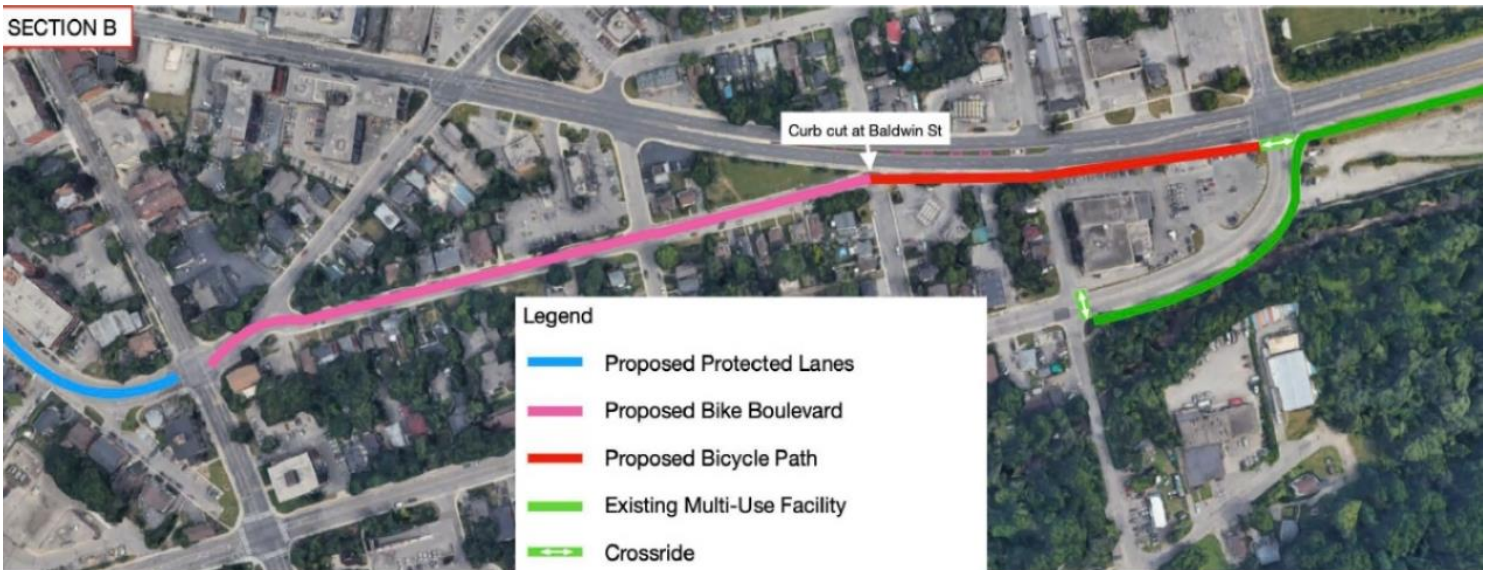 SECTION B
Curb cut at Baldwin St
Legend
Proposed Protected Lanes
Proposed Bike Boulevard
Proposed Bicycle Path
Existing Multi-Use Facility
Crossride